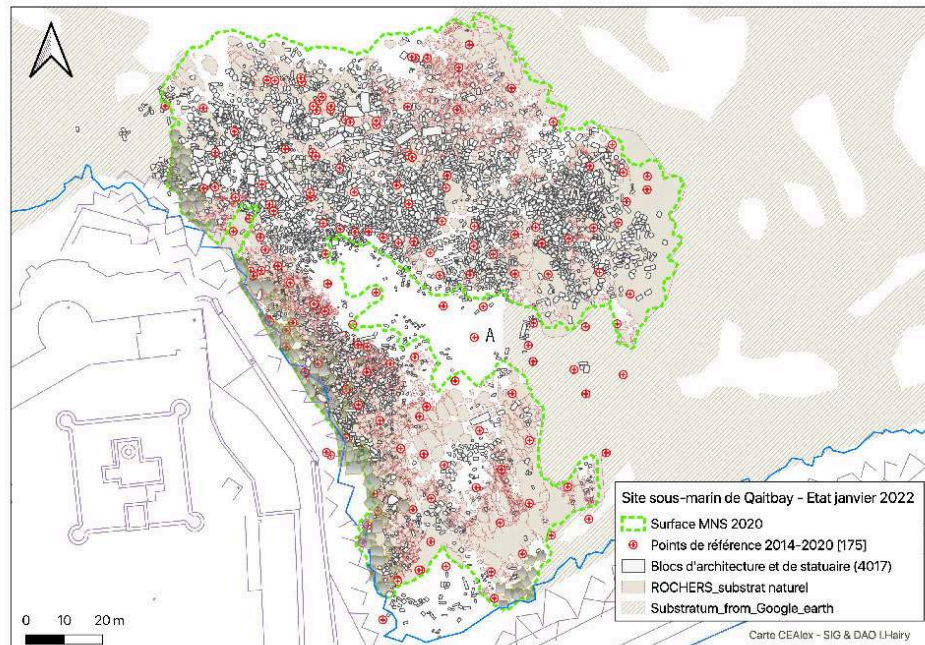 A
Site sous-marin de Qaitbay - Etat janvier 2022
Surface MNS 2020
Points de référence 2014-2020 [175]
Blocs d'architecture et de statuaire (4017)
ROCHERS_substrat naturel
Substratum_from_Google_earth
0 10 20 m
Carte CEAlex - SIG & DAO I.Hairy